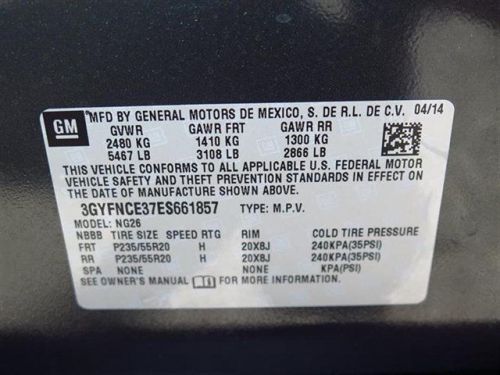 GM
MFD BY GENERAL MOTORS DE MEXICO, S. DE R.L. DE C.V. 04/14
GVWR GAWR FRT GAWR RR
2480 KG 1410 KG 1300 KG
5467 LB 3108 LB 2866 LB
THIS VEHICLE CONFORMS TO ALL APPLICABLE U.S. FEDERAL MOTOR
VEHICLE SAFETY AND THEFT PREVENTION STANDARDS IN EFFECT ON
THE DATE OF MANUFACTURE SHOWN ABOVE.
3GYFNCE37ES661857 TYPE: M.P.V.
MODEL: NG26
NBBB TIRE SIZE SPEED RTG RIM COLD TIRE PRESSURE
FRT P235/55R20 H 20X8J 240KPA(35PSI)
RR P235/55R20 H 20X8J 240KPA(35PSI)
SPA NONE NONE KPA(PSI)
SEE OWNER'S MANUAL FOR MORE INFORMATION.